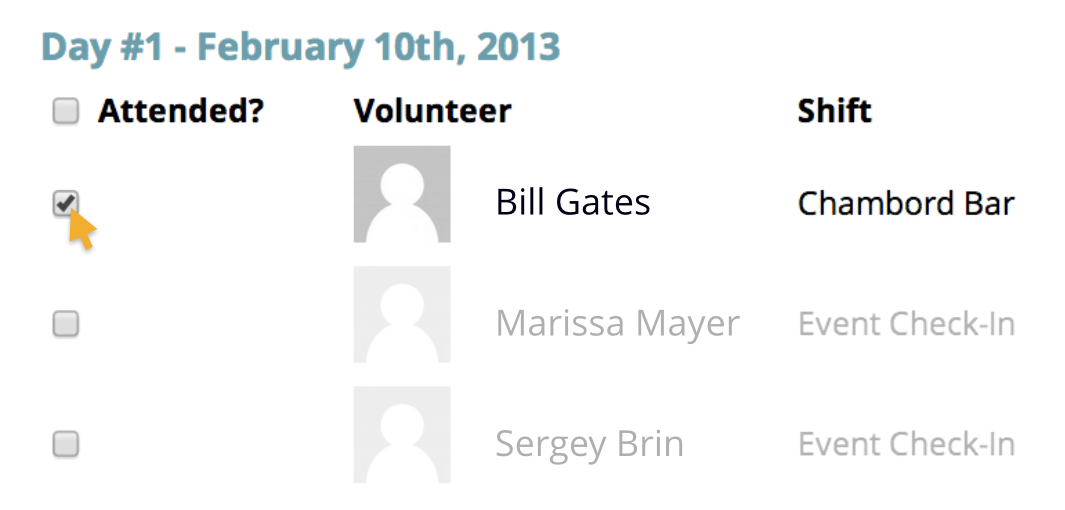 Day #1 - February 10th, 2013
Attended? Volunteer Shift
Bill Gates Chambord Bar
Marissa Mayer Event Check-In
Sergey Brin Event Check-In